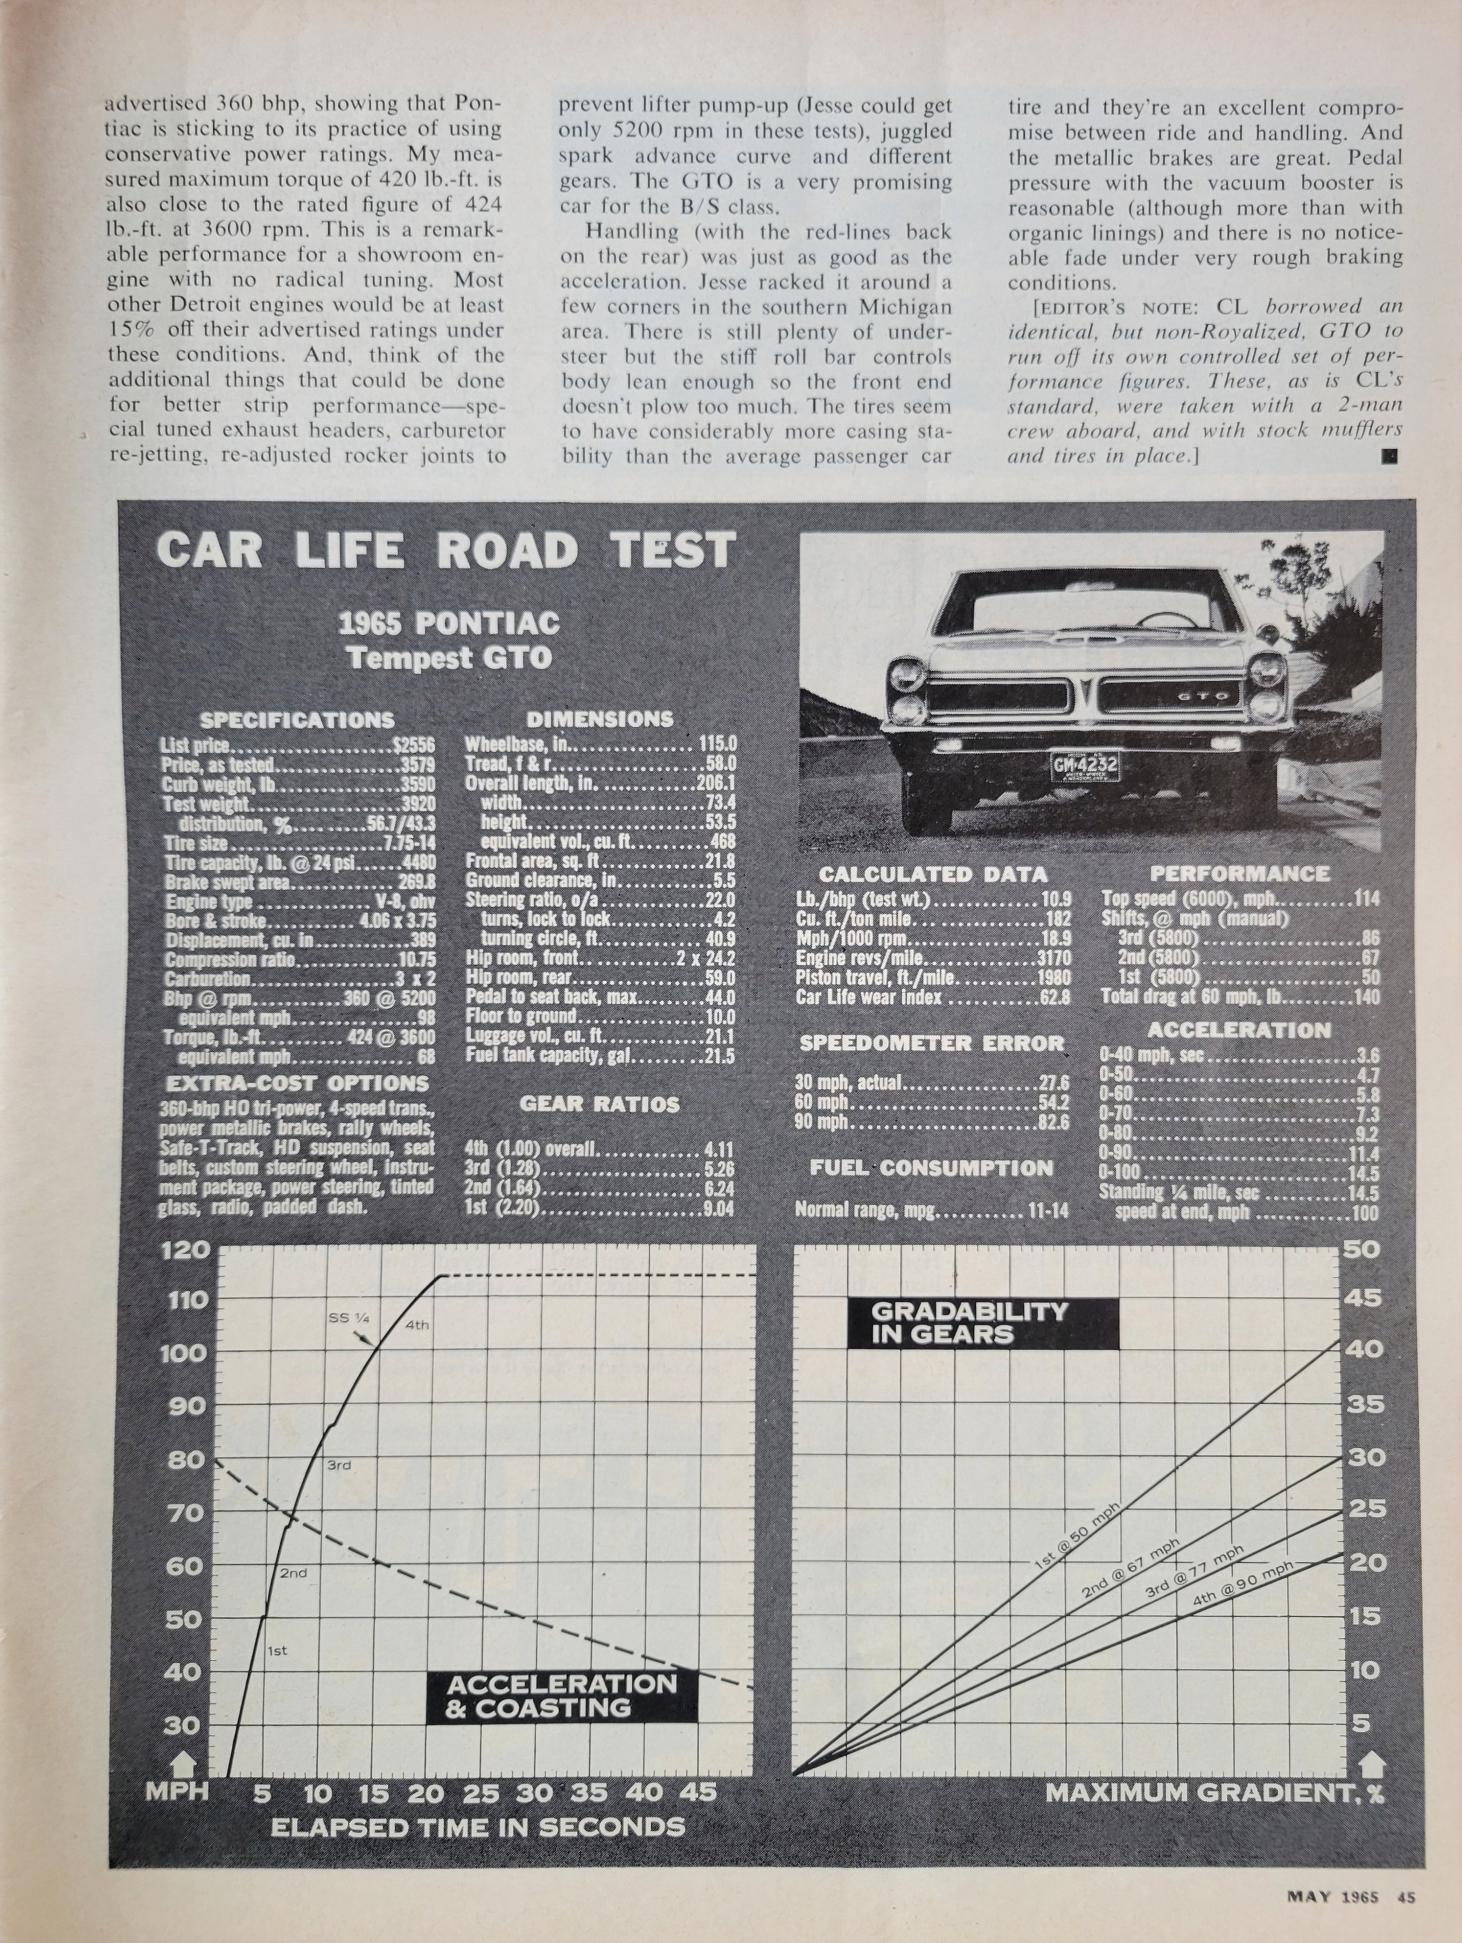 advertised 360 bhp, showing that Pon-
tiac is sticking to its practice of using
conservative power ratings. My mea-
sured maximum torque of 420 lb.-ft. is
also close to the rated figure of 424
lb.-ft. at 3600 rpm. This is a remark-
able performance for a showroom en-
gine with no radical tuning. Most
other Detroit engines would be at least
15% off their advertised ratings under
these conditions. And, think of the
additional things that could be done
for better strip performance—spe-
cial tuned exhaust headers, carburetor
re-jetting, re-adjusted rocker joints to
prevent lifter pump-up (Jesse could get
only 5200 rpm in these tests), juggled
spark advance curve and different
gears. The GTO is a very promising
car for the B/S class.
Handling (with the red-lines back
on the rear) was just as good as the
acceleration. Jesse racked it around a
few corners in the southern Michigan
area. There is still plenty of under-
steer but the stiff roll bar controls
body lean enough so the front end
doesn't plow too much. The tires seem
to have considerably more casing sta-
bility than the average passenger car
tire and they're an excellent compro-
mise between ride and handling. And
the metallic brakes are great. Pedal
pressure with the vacuum booster is
reasonable (although more than with
organic linings) and there is no notice-
able fade under very rough braking
conditions.
[EDITOR'S NOTE: CL borrowed an
identical, but non-Royalized, GTO to
run off its own controlled set of per-
formance figures. These, as is CL's
standard, were taken with a 2-man
crew aboard, and with stock mufflers
and tires in place.]
CAR LIFE ROAD TEST
1965 PONTIAC
Tempest GTO
SPECIFICATIONS
List price....................$2556
Price, as tested................3579
Curb weight, lb................3590
Test weight....................3920
distribution, %..........56.7/43.3
Tire size....................7.75-14
Tire capacity, lb. @ 24 psi.......4480
Brake swept area...............269.8
Engine type ................V-8, ohv
Bore & stroke..........4.06 x 3.75
Displacement, cu. in.............389
Compression ratio.............10.75
Carburetion....................3 x 2
Bhp @ rpm............360 @ 5200
equivalent mph.................98
Torque, lb.-ft...........424 @ 3600
equivalent mph.................68
EXTRA-COST OPTIONS
360-bhp HO tri-power, 4-speed trans.,
power metallic brakes, rally wheels,
Safe-T-Track, HD suspension, seat
belts, custom steering wheel, instru-
ment package, power steering, tinted
glass, radio, padded dash.
DIMENSIONS
Wheelbase, in................115.0
Tread, f & r....................58.0
Overall length, in.............206.1
width.......................73.4
height......................53.5
equivalent vol., cu. ft..........468
Frontal area, sq. ft..............21.8
Ground clearance, in.............5.5
Steering ratio, o/a..............22.0
turns, lock to lock.............4.2
turning circle, ft..............40.9
Hip room, front............2 x 24.2
Hip room, rear..................59.0
Pedal to seat back, max.........44.0
Floor to ground.................10.0
Luggage vol., cu. ft.............21.1
Fuel tank capacity, gal..........21.5
GEAR RATIOS
4th (1.00) overall..............4.11
3rd (1.28).....................5.26
2nd (1.64).....................6.24
1st (2.20).....................9.04
GTO
GM·4232
CALCULATED DATA
Lb./bhp (test wt.)..............10.9
Cu. ft./ton mile.................182
Mph/1000 rpm.................18.9
Engine revs/mile...............3170
Piston travel, ft./mile..........1980
Car Life wear index ............62.8
SPEEDOMETER ERROR
30 mph, actual.................27.6
60 mph.......................54.2
90 mph.......................82.6
FUEL CONSUMPTION
Normal range, mpg...........11-14
PERFORMANCE
Top speed (6000), mph..........114
Shifts, @ mph (manual)
3rd (5800)....................86
2nd (5800)....................67
1st (5800)....................50
Total drag at 60 mph, lb.........140
ACCELERATION
0-40 mph, sec..................3.6
0-50...........................4.7
0-60...........................5.8
0-70...........................7.3
0-80...........................9.2
0-90..........................11.4
0-100.........................14.5
Standing ¼ mile, sec ..........14.5
speed at end, mph ............100
120
110
100
90
80
70
60
50
40
30
MPH
SS ¼
4th
3rd
2nd
1st
ACCELERATION
& COASTING
5 10 15 20 25 30 35 40 45
ELAPSED TIME IN SECONDS
GRADABILITY
IN GEARS
1st @ 50 mph
2nd @ 67 mph
3rd @ 77 mph
4th @ 90 mph
50
45
40
35
30
25
20
15
10
5
MAXIMUM GRADIENT, %
MAY 1965 45